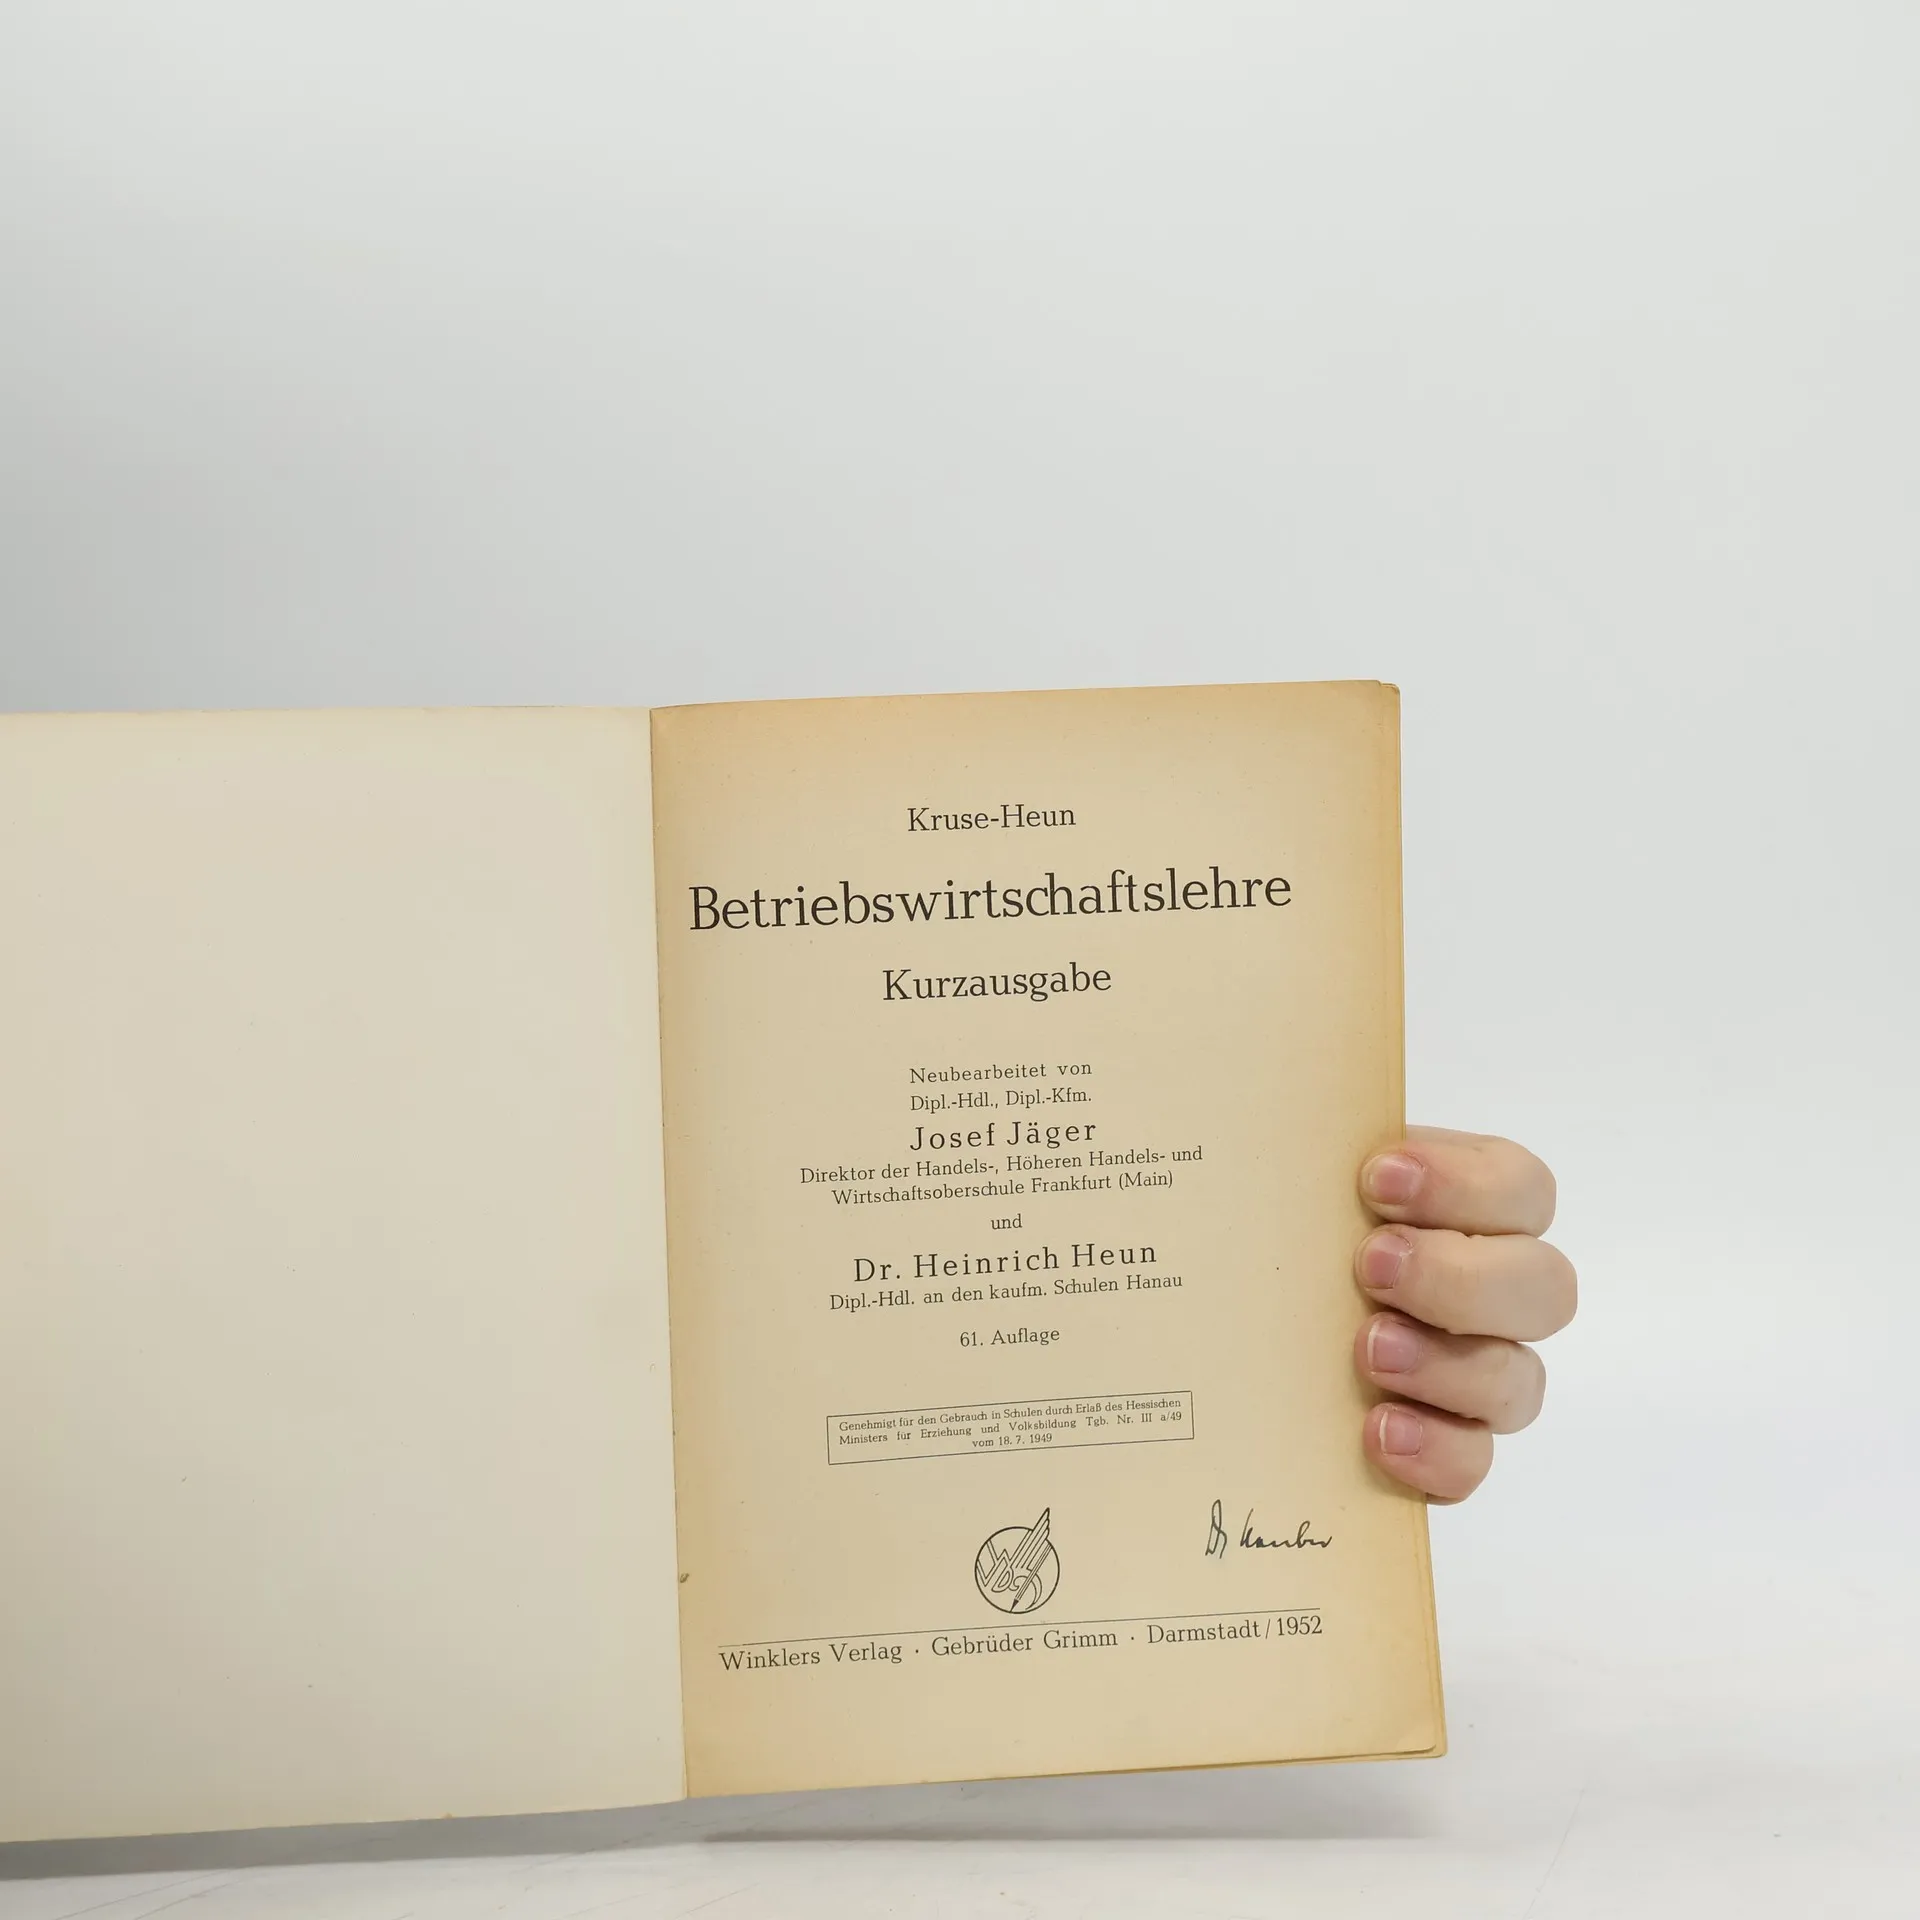 Kruse-Heun
Betriebswirtschaftslehre
Kurzausgabe
Neubearbeitet von
Dipl.-Hdl., Dipl.-Kfm.
Josef Jäger
Direktor der Handels-, Höheren Handels- und
Wirtschaftsoberschule Frankfurt (Main)
und
Dr. Heinrich Heun
Dipl.-Hdl. an den kaufm. Schulen Hanau
61. Auflage
Genehmigt für den Gebrauch in Schulen durch Erlaß des Hessischen
Ministers für Erziehung und Volksbildung Tgb. Nr. III a/49
vom 18. 7. 1949
Dr
Winklers Verlag · Gebrüder Grimm · Darmstadt/1952